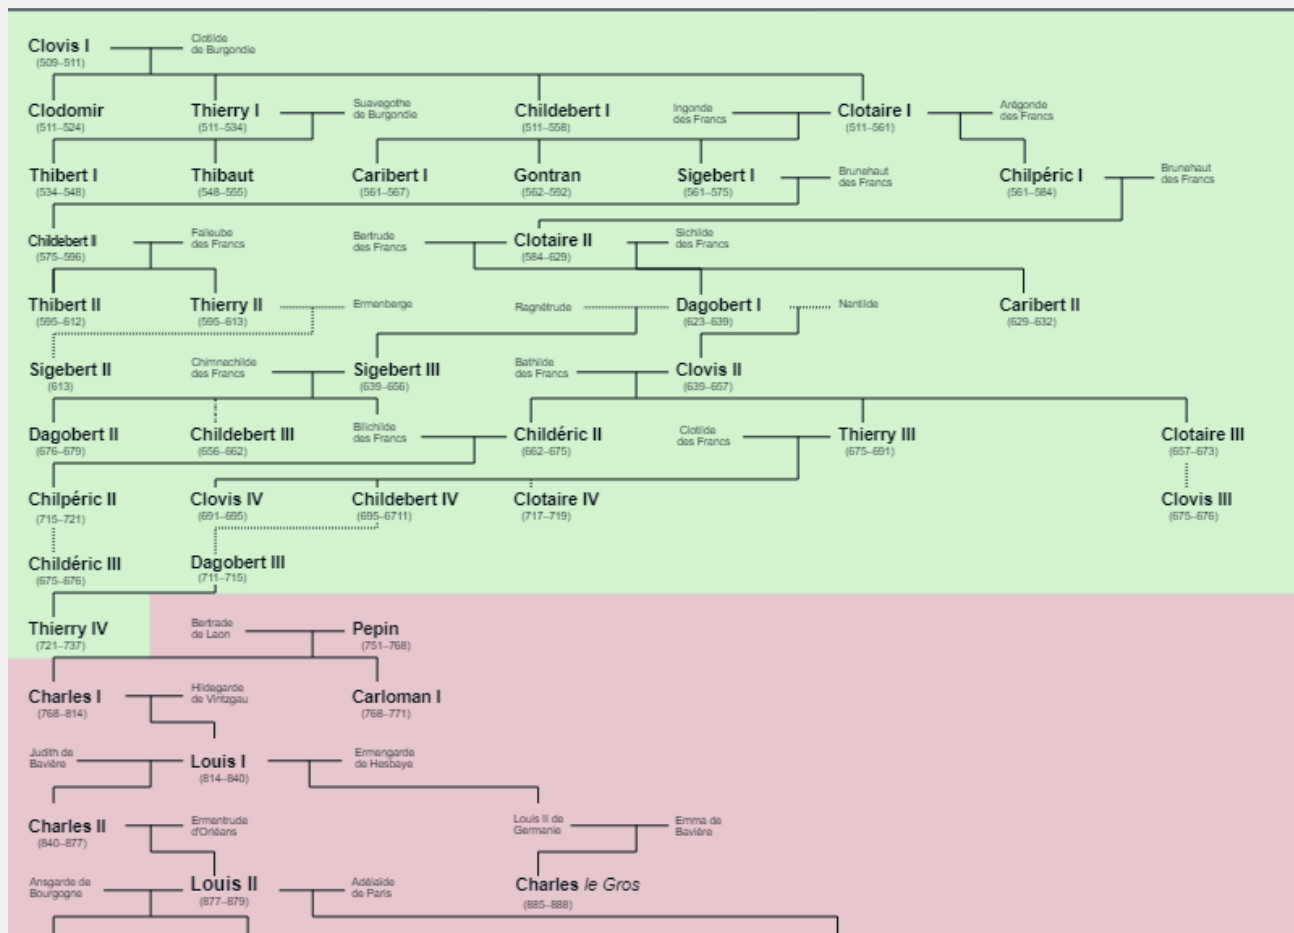 Clovis I
(509–511)
Clotilde
de Burgondie
Clodomir
(511–524)
Thierry I
(511–534)
Suavegothe
de Burgondie
Childebert I
(511–558)
Ingonde
des Francs
Clotaire I
(511–561)
Arégonde
des Francs
Thibert I
(534–548)
Thibaut
(548–555)
Caribert I
(561–567)
Gontran
(562–592)
Sigebert I
(561–575)
Brunehaut
des Francs
Chilpéric I
(561–584)
Brunehaut
des Francs
Childebert II
(575–596)
Faileube
des Francs
Bertrude
des Francs
Clotaire II
(584–629)
Sichilde
des Francs
Thibert II
(595–612)
Thierry II
(595–613)
Ermenberge
Ragnétrude
Dagobert I
(623–639)
Nantilde
Caribert II
(629–632)
Sigebert II
(613)
Chimnechilde
des Francs
Sigebert III
(639–656)
Bathilde
des Francs
Clovis II
(639–657)
Dagobert II
(676–679)
Childebert III
(656–662)
Bilichilde
des Francs
Childéric II
(662–675)
Clotilde
des Francs
Thierry III
(675–691)
Clotaire III
(657–673)
Chilpéric II
(715–721)
Clovis IV
(691–695)
Childebert IV
(695–6711)
Clotaire IV
(717–719)
Clovis III
(675–676)
Childéric III
(675–676)
Dagobert III
(711–715)
Thierry IV
(721–737)
Bertrade
de Laon
Pepin
(751–768)
Charles I
(768–814)
Hildegarde
de Vintzgau
Carloman I
(768–771)
Judith de
Bavière
Louis I
(814–840)
Ermengarde
de Hesbaye
Charles II
(840–877)
Ermentrude
d'Orléans
Louis II de
Germanie
Emma de
Bavière
Ansgarde de
Bourgogne
Louis II
(877–879)
Adélaïde
de Paris
Charles le Gros
(885–888)